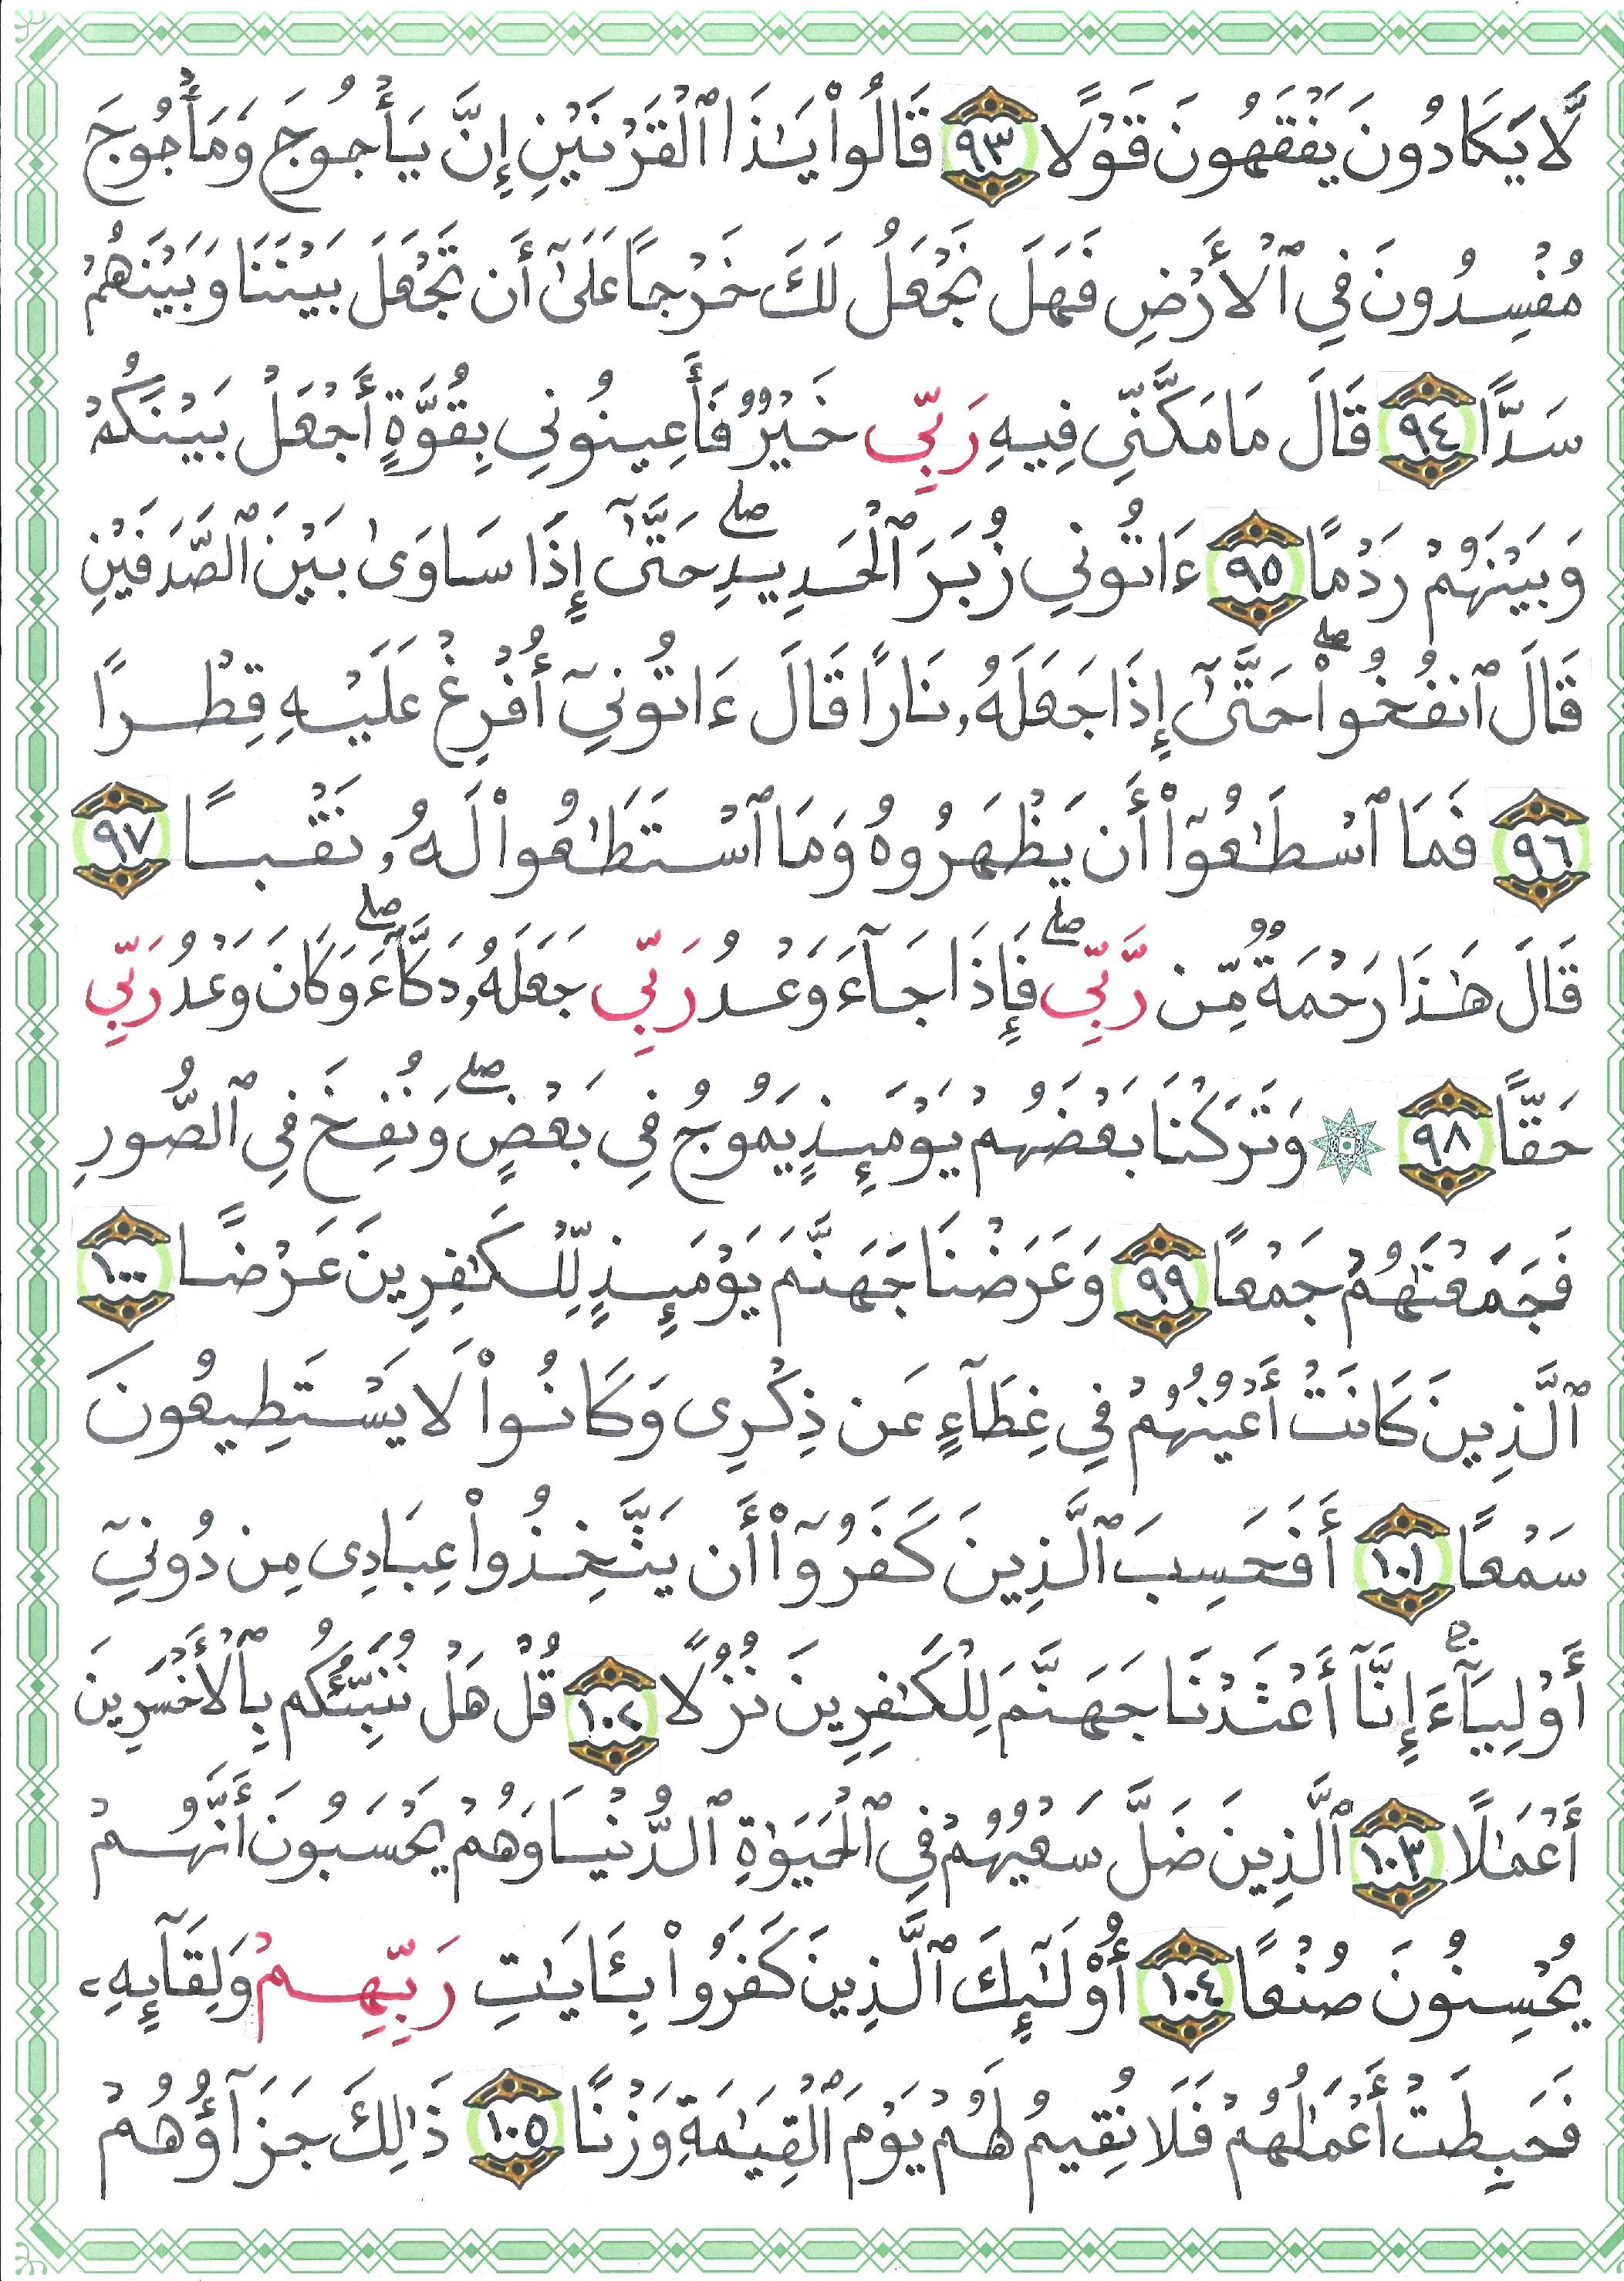 لَّا يَكَادُونَ يَفْقَهُونَ قَوْلًا ٩٣ قَالُوا۟ يَـٰذَا ٱلْقَرْنَيْنِ إِنَّ يَأْجُوجَ وَمَأْجُوجَ
مُفْسِدُونَ فِى ٱلْأَرْضِ فَهَلْ نَجْعَلُ لَكَ خَرْجًا عَلَىٰٓ أَن تَجْعَلَ بَيْنَنَا وَبَيْنَهُمْ
سَدًّا ٩٤ قَالَ مَا مَكَّنِّى فِيهِ رَبِّى خَيْرٌ فَأَعِينُونِى بِقُوَّةٍ أَجْعَلْ بَيْنَكُمْ
وَبَيْنَهُمْ رَدْمًا ٩٥ ءَاتُونِى زُبَرَ ٱلْحَدِيدِ ۖ حَتَّىٰٓ إِذَا سَاوَىٰ بَيْنَ ٱلصَّدَفَيْنِ
قَالَ ٱنفُخُوا۟ ۖ حَتَّىٰٓ إِذَا جَعَلَهُۥ نَارًا قَالَ ءَاتُونِىٓ أُفْرِغْ عَلَيْهِ قِطْرًا
٩٦ فَمَا ٱسْطَـٰعُوٓا۟ أَن يَظْهَرُوهُ وَمَا ٱسْتَطَـٰعُوا۟ لَهُۥ نَقْبًا ٩٧
قَالَ هَـٰذَا رَحْمَةٌ مِّن رَّبِّى ۖ فَإِذَا جَآءَ وَعْدُ رَبِّى جَعَلَهُۥ دَكَّآءَ ۖ وَكَانَ وَعْدُ رَبِّى
حَقًّا ٩٨ ۞ وَتَرَكْنَا بَعْضَهُمْ يَوْمَئِذٍ يَمُوجُ فِى بَعْضٍ ۖ وَنُفِخَ فِى ٱلصُّورِ
فَجَمَعْنَـٰهُمْ جَمْعًا ٩٩ وَعَرَضْنَا جَهَنَّمَ يَوْمَئِذٍ لِّلْكَـٰفِرِينَ عَرْضًا ١٠٠
ٱلَّذِينَ كَانَتْ أَعْيُنُهُمْ فِى غِطَآءٍ عَن ذِكْرِى وَكَانُوا۟ لَا يَسْتَطِيعُونَ
سَمْعًا ١٠١ أَفَحَسِبَ ٱلَّذِينَ كَفَرُوٓا۟ أَن يَتَّخِذُوا۟ عِبَادِى مِن دُونِىٓ
أَوْلِيَآءَ ۚ إِنَّآ أَعْتَدْنَا جَهَنَّمَ لِلْكَـٰفِرِينَ نُزُلًا ١٠٢ قُلْ هَلْ نُنَبِّئُكُم بِٱلْأَخْسَرِينَ
أَعْمَـٰلًا ١٠٣ ٱلَّذِينَ ضَلَّ سَعْيُهُمْ فِى ٱلْحَيَوٰةِ ٱلدُّنْيَا وَهُمْ يَحْسَبُونَ أَنَّهُمْ
يُحْسِنُونَ صُنْعًا ١٠٤ أُو۟لَـٰٓئِكَ ٱلَّذِينَ كَفَرُوا۟ بِـَٔايَـٰتِ رَبِّهِمْ وَلِقَآئِهِۦ
فَحَبِطَتْ أَعْمَـٰلُهُمْ فَلَا نُقِيمُ لَهُمْ يَوْمَ ٱلْقِيَـٰمَةِ وَزْنًا ١٠٥ ذَٰلِكَ جَزَآؤُهُمْ